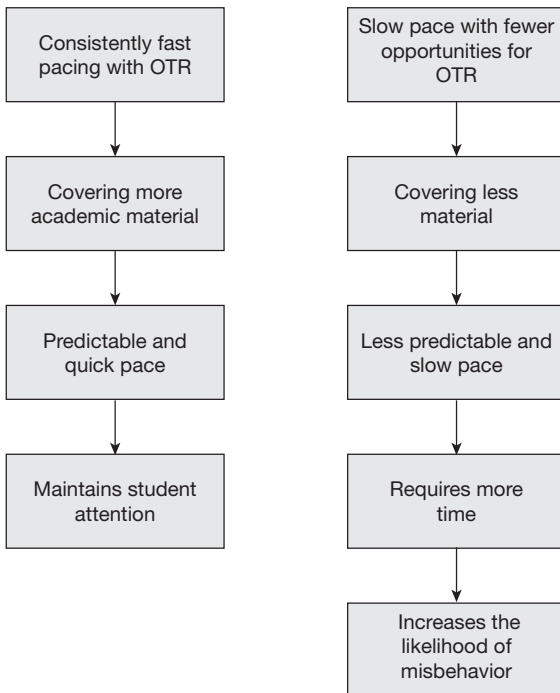 Consistently fast
pacing with OTR
Covering more
academic material
Predictable and
quick pace
Maintains student
attention
Slow pace with fewer
opportunities for
OTR
Covering less
material
Less predictable and
slow pace
Requires more
time
Increases the
likelihood of
misbehavior